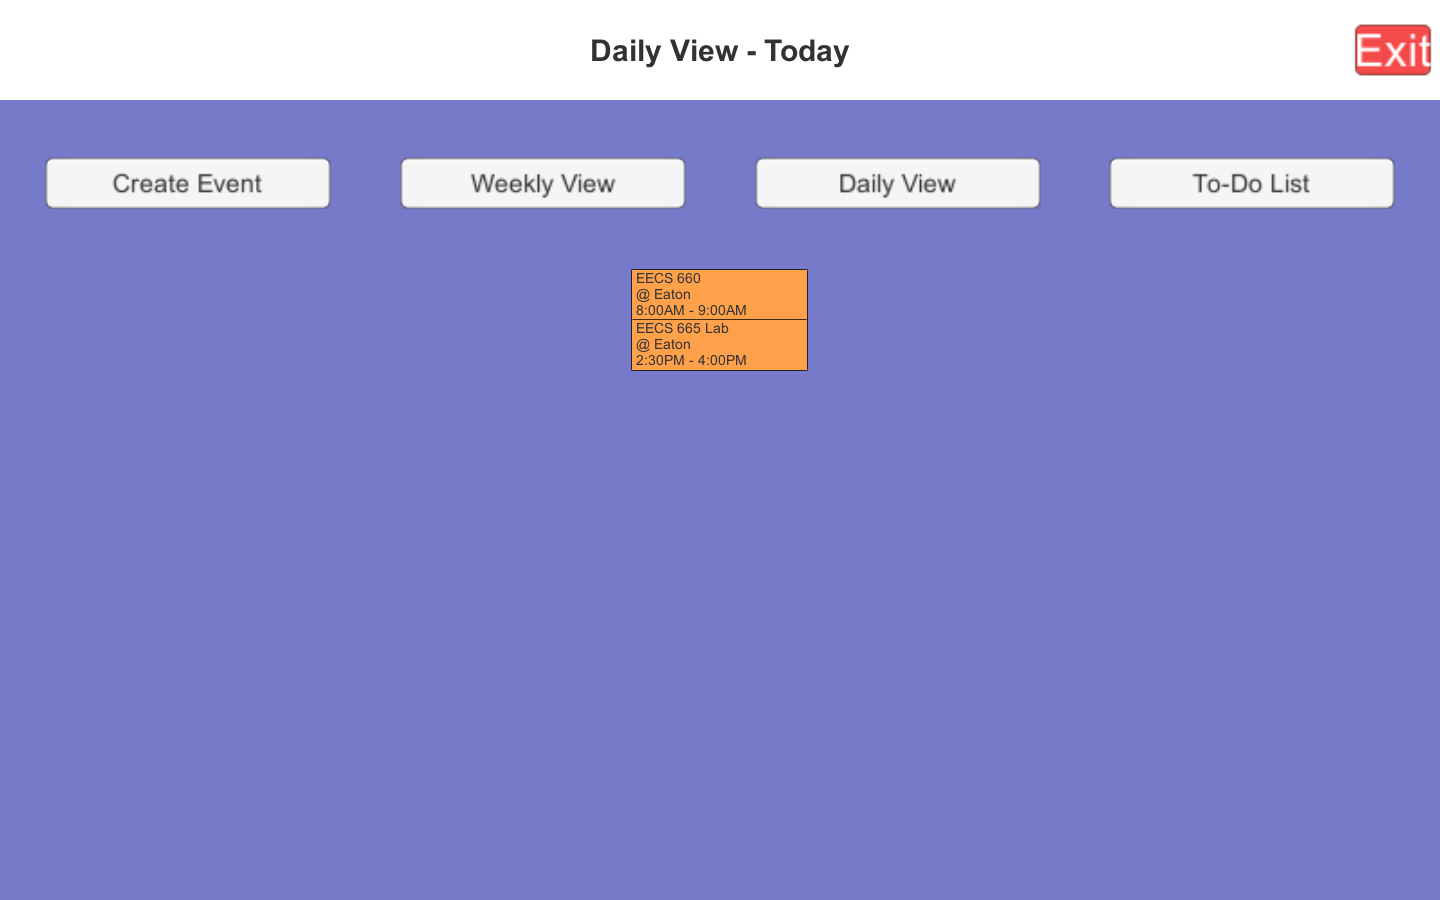 Daily View - Today
Exit
Create Event
Weekly View
Daily View
To-Do List
EECS 660
@ Eaton
8:00AM - 9:00AM
EECS 665 Lab
@ Eaton
2:30PM - 4:00PM